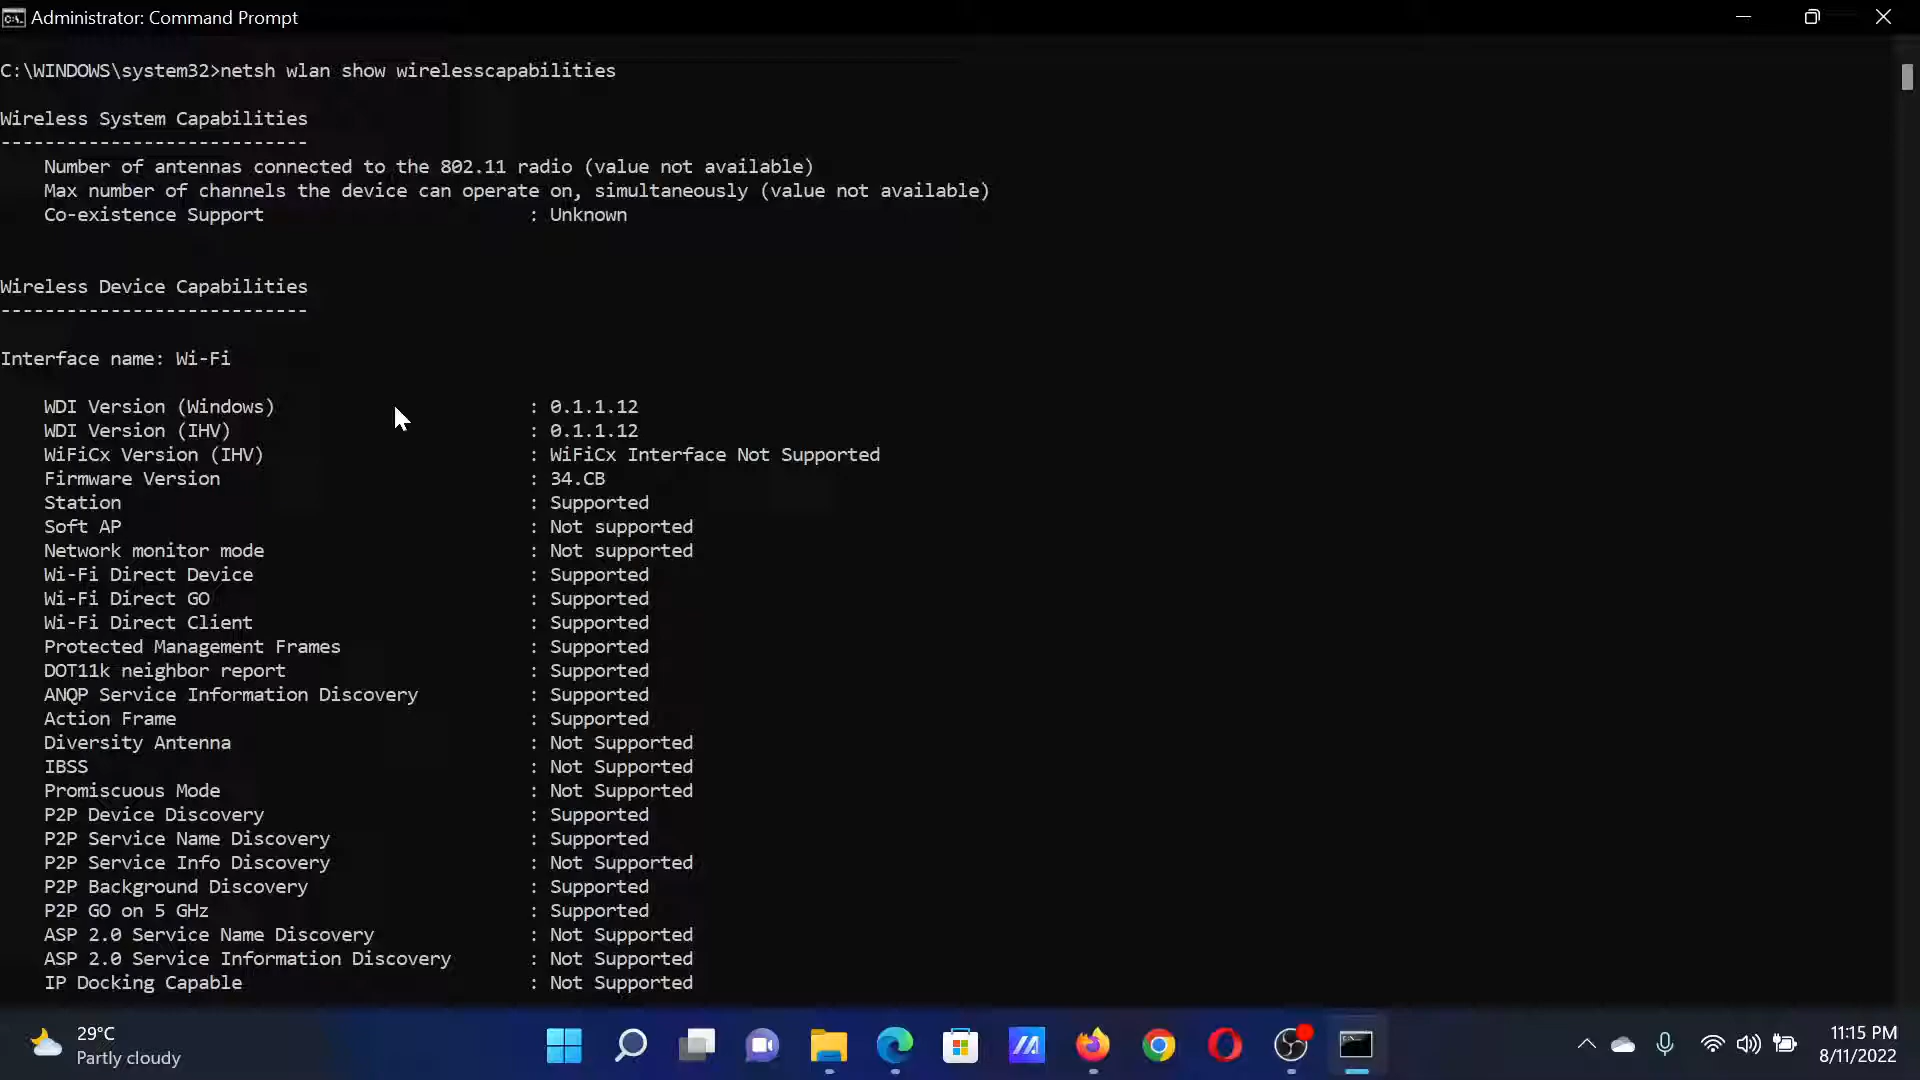 Administrator: Command Prompt
C:\WINDOWS\system32>netsh wlan show wirelesscapabilities
Wireless System Capabilities
----------------------------
Number of antennas connected to the 802.11 radio (value not available)
Max number of channels the device can operate on, simultaneously (value not available)
Co-existence Support : Unknown
Wireless Device Capabilities
----------------------------
Interface name: Wi-Fi
WDI Version (Windows) : 0.1.1.12
WDI Version (IHV) : 0.1.1.12
WiFiCx Version (IHV) : WiFiCx Interface Not Supported
Firmware Version : 34.CB
Station : Supported
Soft AP : Not supported
Network monitor mode : Not supported
Wi-Fi Direct Device : Supported
Wi-Fi Direct GO : Supported
Wi-Fi Direct Client : Supported
Protected Management Frames : Supported
DOT11k neighbor report : Supported
ANQP Service Information Discovery : Supported
Action Frame : Supported
Diversity Antenna : Not Supported
IBSS : Not Supported
Promiscuous Mode : Not Supported
P2P Device Discovery : Supported
P2P Service Name Discovery : Supported
P2P Service Info Discovery : Not Supported
P2P Background Discovery : Supported
P2P GO on 5 GHz : Supported
ASP 2.0 Service Name Discovery : Not Supported
ASP 2.0 Service Information Discovery : Not Supported
IP Docking Capable : Not Supported
29°C
Partly cloudy
11:15 PM
8/11/2022